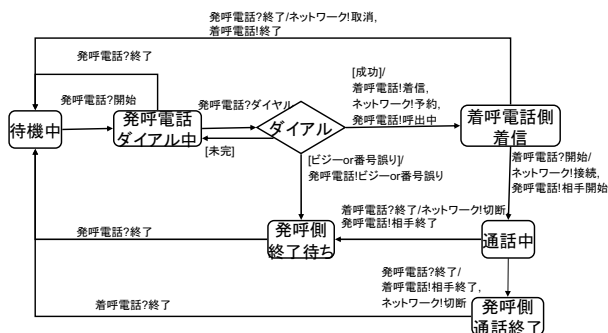 発呼電話?終了/ネットワーク!取消,
着呼電話!終了
発呼電話?終了
[成功]/
着呼電話!着信,
ネットワーク!予約,
発呼電話!呼出中
発呼電話?開始
発呼電話?ダイヤル
待機中
発呼電話
ダイアル中
ダイアル
着呼電話側
着信
[未完]
[ビジーor番号誤り]/
発呼電話!ビジーor番号誤り
着呼電話?開始/
ネットワーク!接続,
発呼電話!相手開始
着呼電話?終了/ネットワーク!切断
発呼電話!相手終了
発呼電話?終了
発呼側
終了待ち
通話中
発呼電話?終了/
着呼電話!相手終了,
ネットワーク!切断
着呼電話?終了
発呼側
通話終了